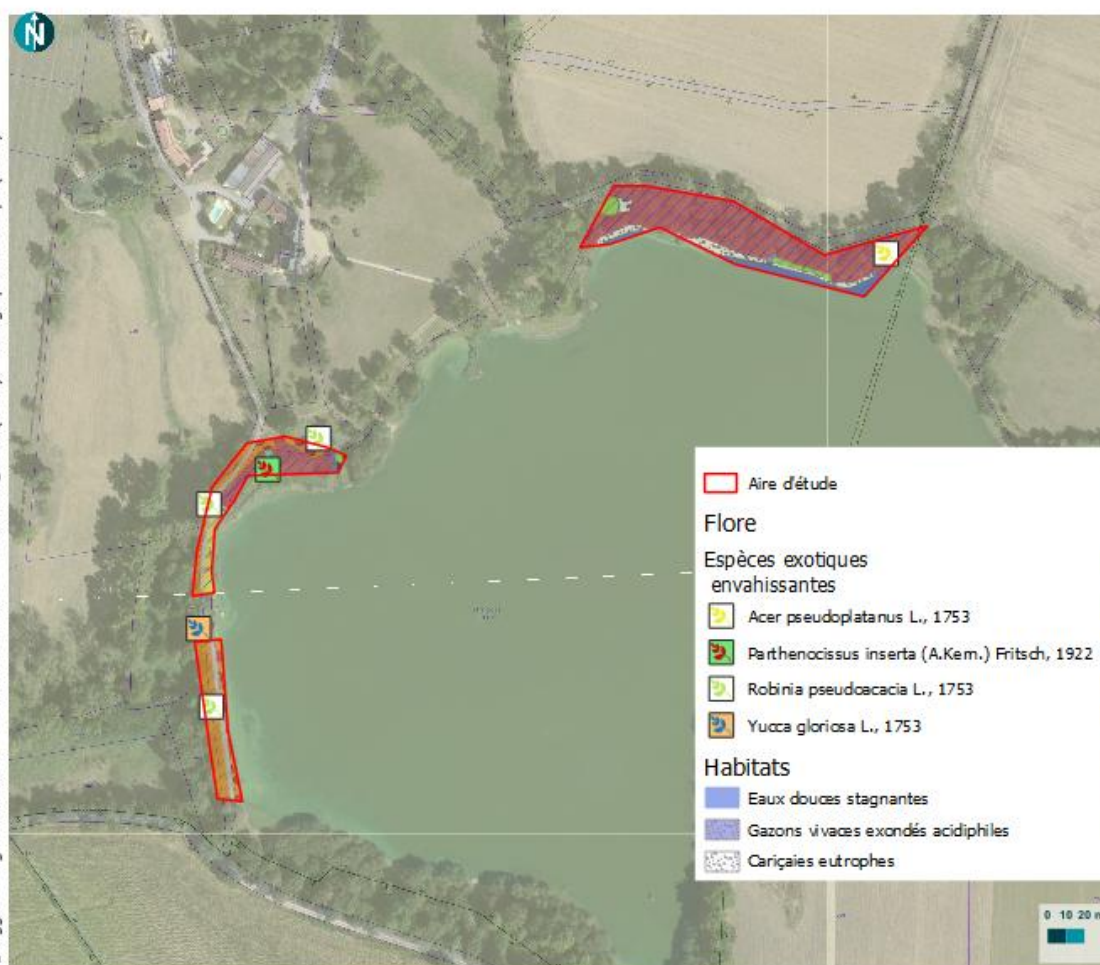 N
Aire d'étude
Flore
Espèces exotiques
envahissantes
Acer pseudoplatanus L., 1753
Parthenocissus inserta (A.Kern.) Fritsch, 1922
Robinia pseudoacacia L., 1753
Yucca gloriosa L., 1753
Habitats
Eaux douces stagnantes
Gazons vivaces exondés acidiphiles
Cariçaies eutrophes
0 10 20 m